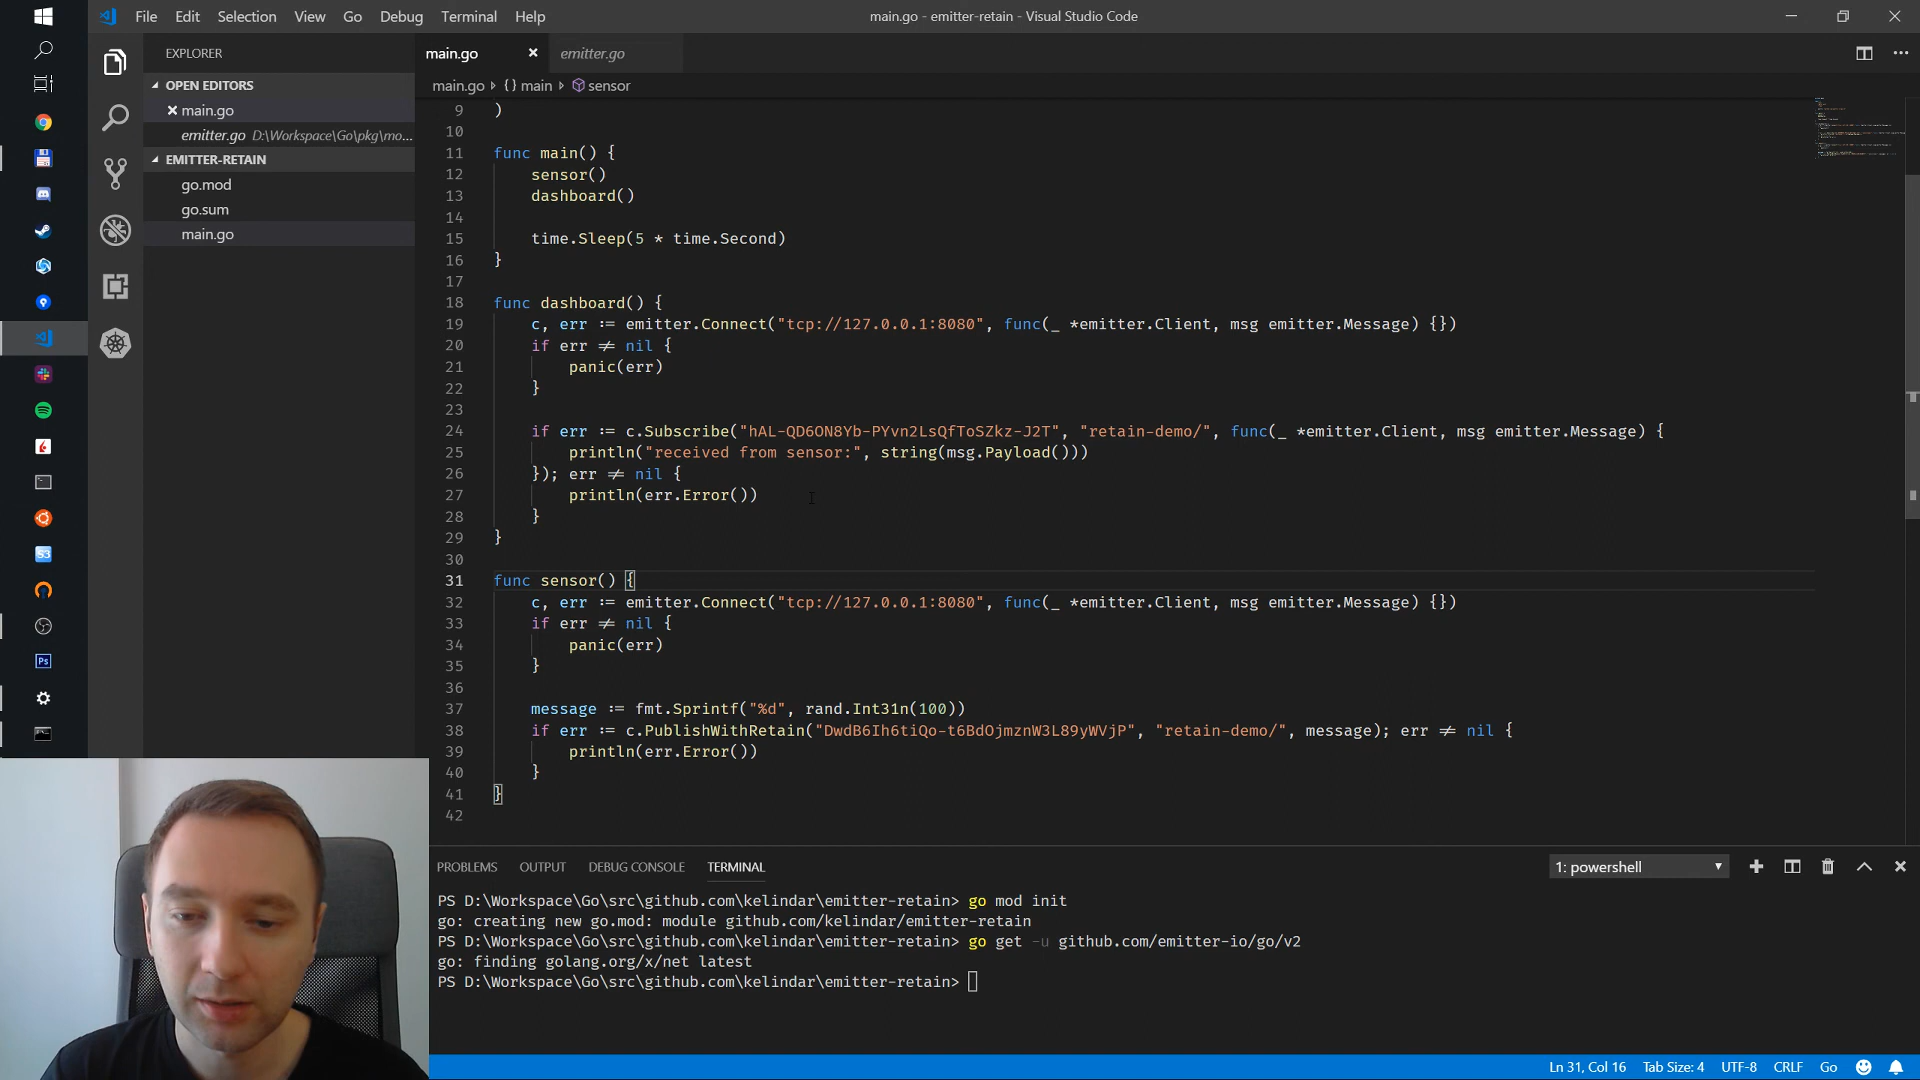 File Edit Selection View Go Debug Terminal Help
main.go - emitter-retain - Visual Studio Code
EXPLORER
OPEN EDITORS
main.go
emitter.go D:\Workspace\Go\pkg\mo...
EMITTER-RETAIN
go.mod
go.sum
main.go
main.go emitter.go
main.go {} main sensor
9 )
10
11 func main() {
12 sensor()
13 dashboard()
14
15 time.Sleep(5 * time.Second)
16 }
17
18 func dashboard() {
19 c, err := emitter.Connect("tcp://127.0.0.1:8080", func(_ *emitter.Client, msg emitter.Message) {})
20 if err ≠ nil {
21 panic(err)
22 }
23
24 if err := c.Subscribe("hAL-QD6ON8Yb-PYvn2LsQfToSZkz-J2T", "retain-demo/", func(_ *emitter.Client, msg emitter.Message) {
25 println("received from sensor:", string(msg.Payload()))
26 }); err ≠ nil {
27 println(err.Error())
28 }
29 }
30
31 func sensor() {
32 c, err := emitter.Connect("tcp://127.0.0.1:8080", func(_ *emitter.Client, msg emitter.Message) {})
33 if err ≠ nil {
34 panic(err)
35 }
36
37 message := fmt.Sprintf("%d", rand.Int31n(100))
38 if err := c.PublishWithRetain("DwdB6Ih6tiQo-t6BdOjmznW3L89yWVjP", "retain-demo/", message); err ≠ nil {
39 println(err.Error())
40 }
41 }
42
PROBLEMS OUTPUT DEBUG CONSOLE TERMINAL
1: powershell
PS D:\Workspace\Go\src\github.com\kelindar\emitter-retain> go mod init
go: creating new go.mod: module github.com/kelindar/emitter-retain
PS D:\Workspace\Go\src\github.com\kelindar\emitter-retain> go get -u github.com/emitter-io/go/v2
go: finding golang.org/x/net latest
PS D:\Workspace\Go\src\github.com\kelindar\emitter-retain>
Ln 31, Col 16 Tab Size: 4 UTF-8 CRLF Go
S3
Ps